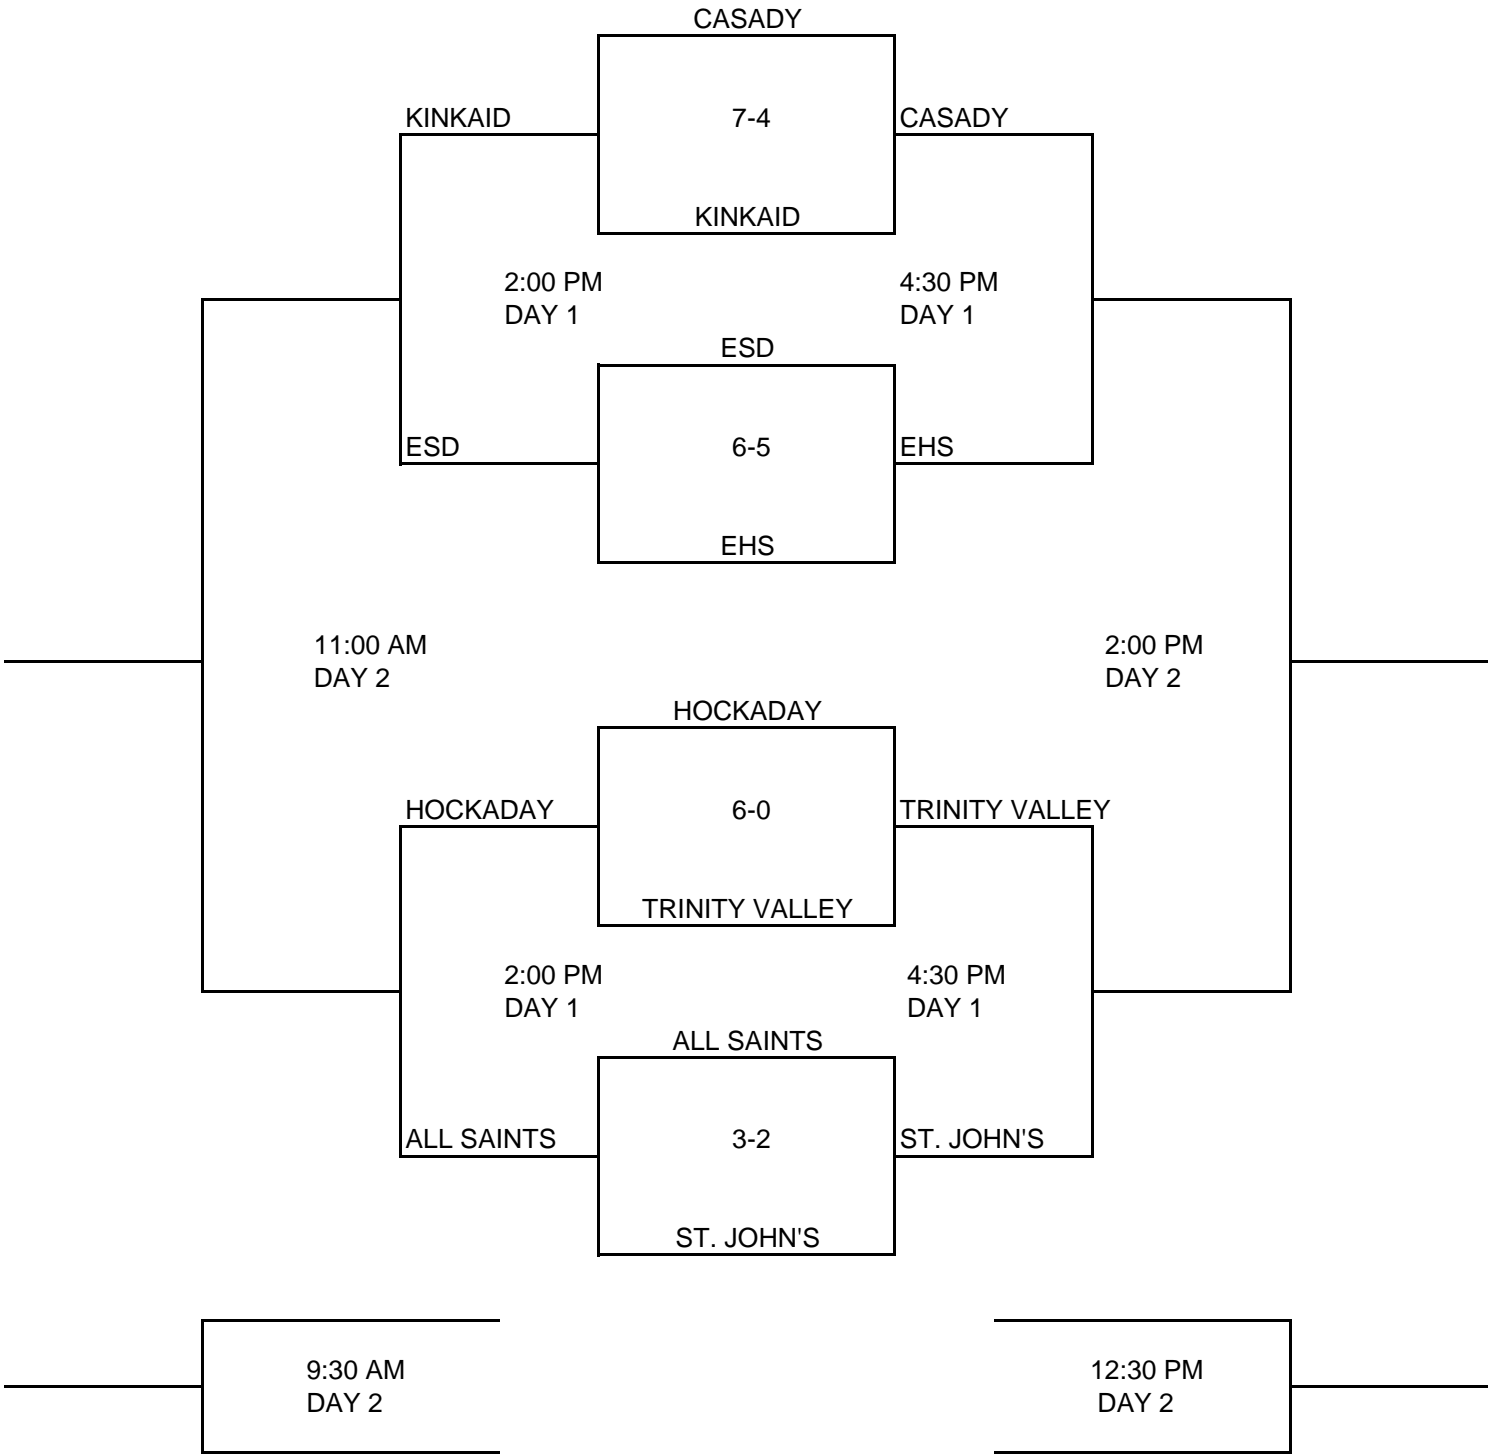 CASADY
KINKAID
7-4
CASADY
KINKAID
2:00 PM
DAY 1
4:30 PM
DAY 1
ESD
ESD
6-5
EHS
EHS
11:00 AM
DAY 2
2:00 PM
DAY 2
HOCKADAY
HOCKADAY
6-0
TRINITY VALLEY
TRINITY VALLEY
2:00 PM
DAY 1
4:30 PM
DAY 1
ALL SAINTS
ALL SAINTS
3-2
ST. JOHN'S
ST. JOHN'S
9:30 AM
DAY 2
12:30 PM
DAY 2